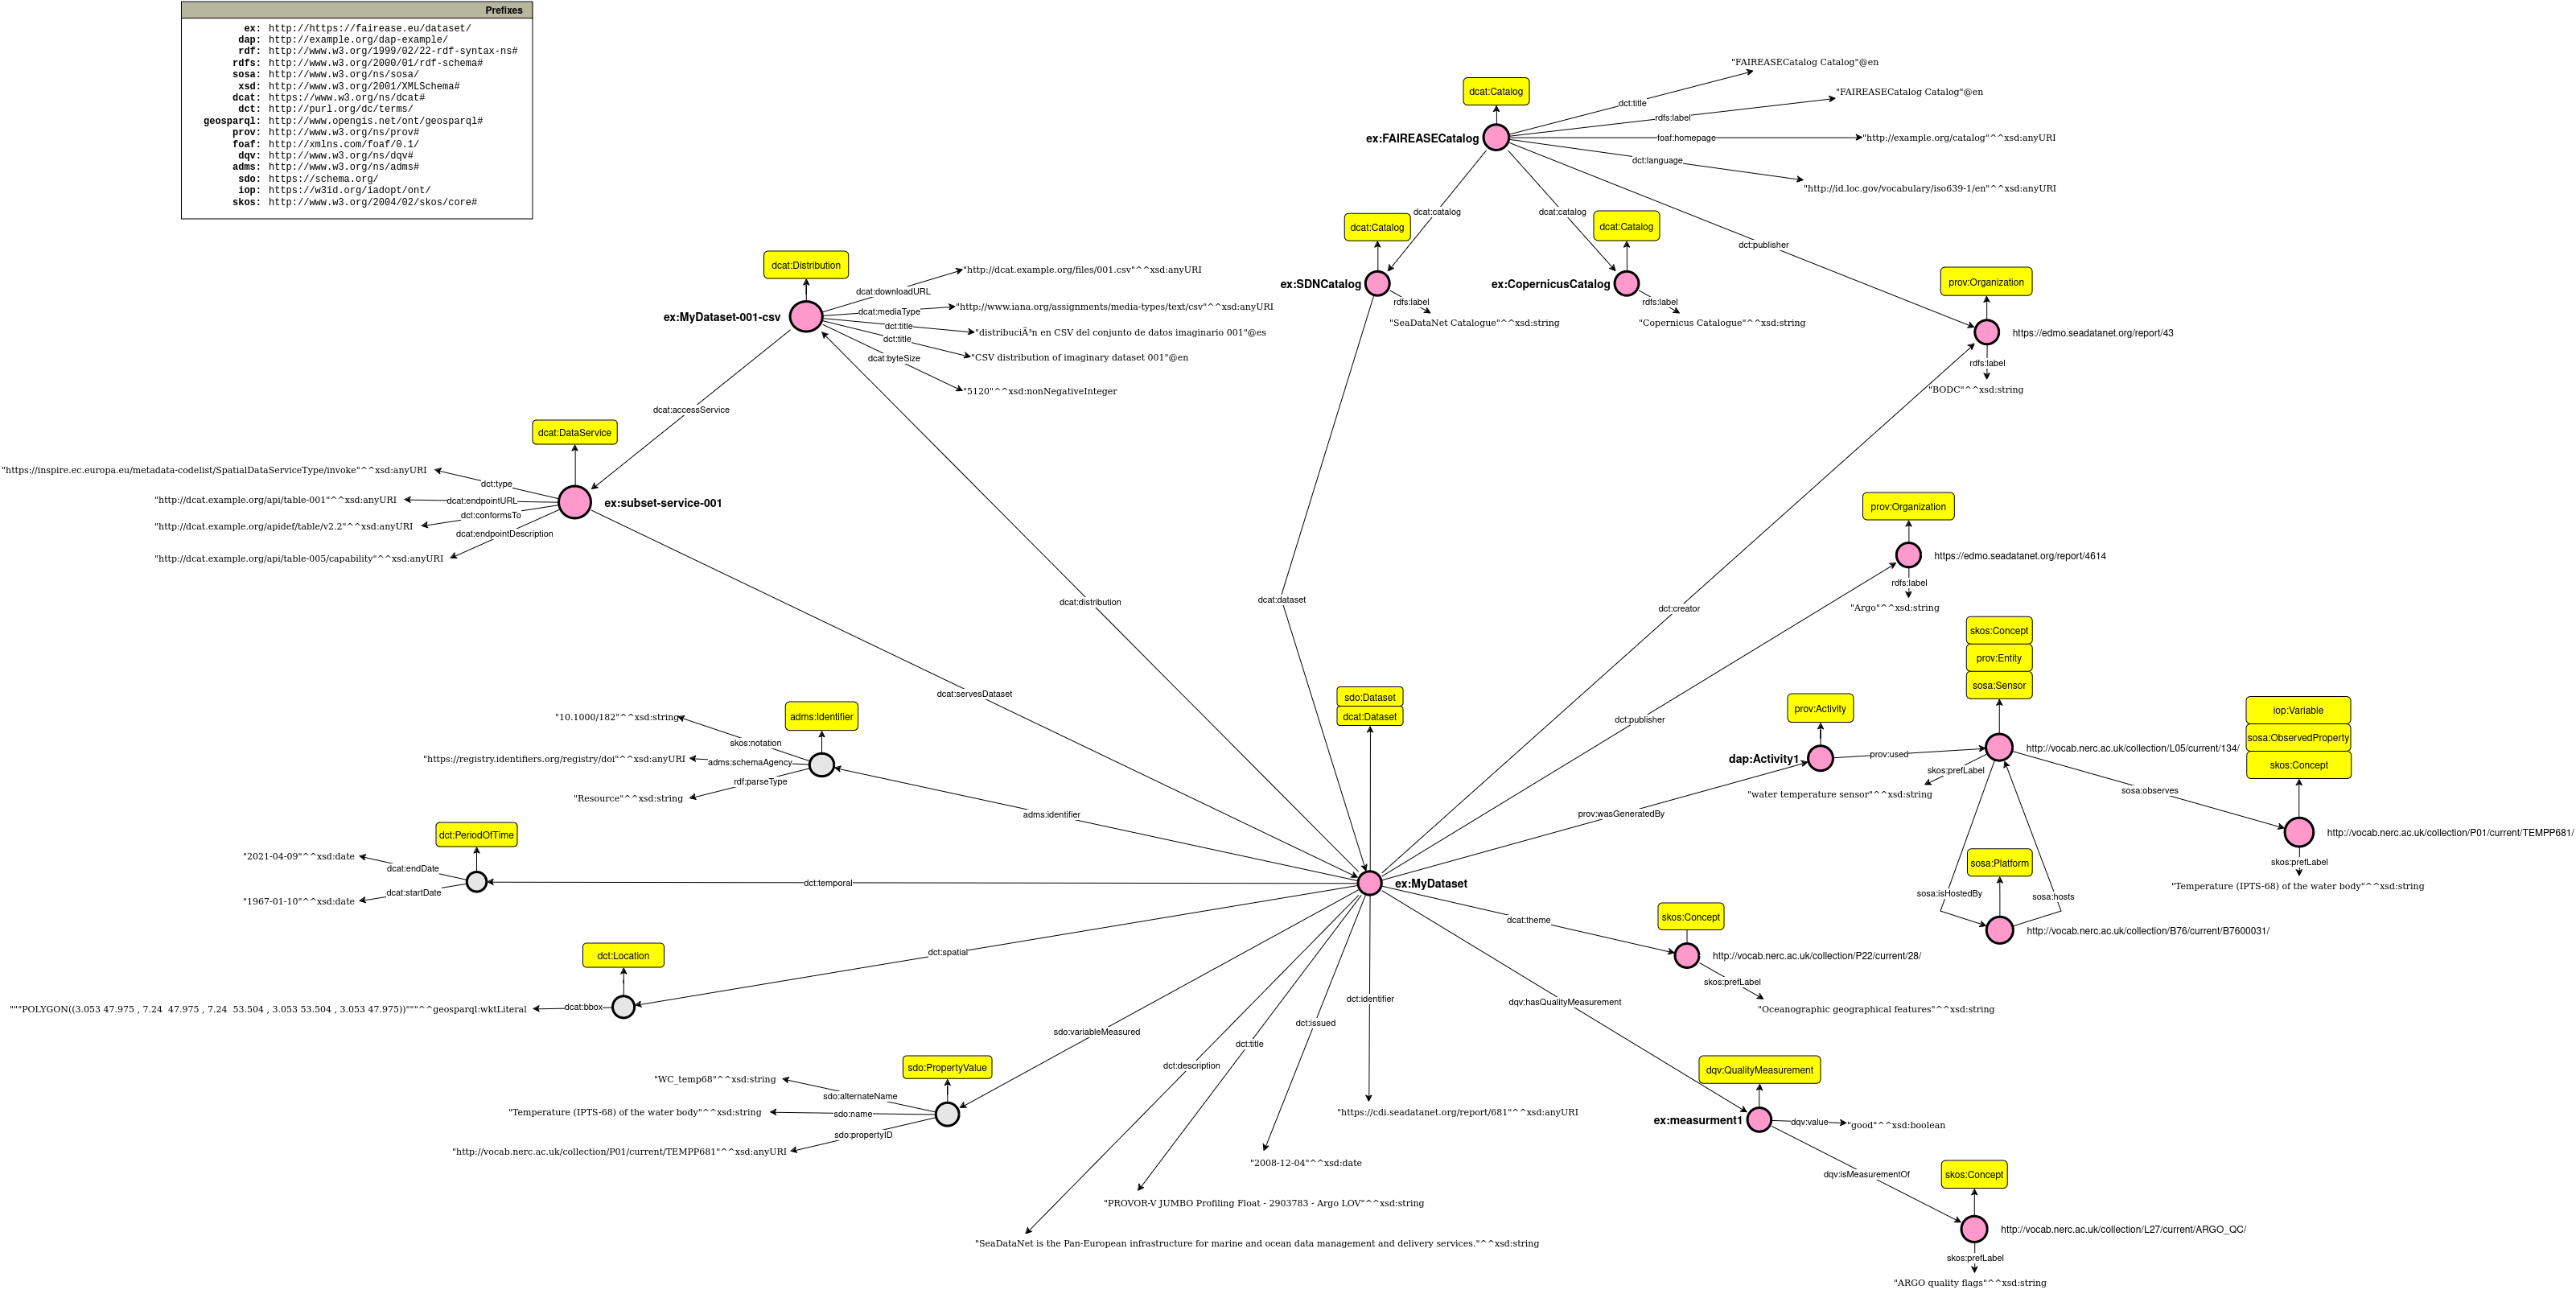 Prefixes
ex: http://https://fairease.eu/dataset/
dap: http://example.org/dap-example/
rdf: http://www.w3.org/1999/02/22-rdf-syntax-ns#
rdfs: http://www.w3.org/2000/01/rdf-schema#
sosa: http://www.w3.org/ns/sosa/
xsd: http://www.w3.org/2001/XMLSchema#
dcat: https://www.w3.org/ns/dcat#
dct: http://purl.org/dc/terms/
geosparql: http://www.opengis.net/ont/geosparql#
prov: http://www.w3.org/ns/prov#
foaf: http://xmlns.com/foaf/0.1/
dqv: http://www.w3.org/ns/dqv#
adms: http://www.w3.org/ns/adms#
sdo: https://schema.org/
iop: https://w3id.org/iadopt/ont/
skos: http://www.w3.org/2004/02/skos/core#
dcat:Catalog
ex:FAIREASECatalog
dct:title
"FAIREASECatalog Catalog"@en
rdfs:label
"FAIREASECatalog Catalog"@en
foaf:homepage
"http://example.org/catalog"^^xsd:anyURI
dct:language
"http://id.loc.gov/vocabulary/iso639-1/en"^^xsd:anyURI
dcat:catalog
dcat:catalog
dct:publisher
dcat:Catalog
ex:SDNCatalog
rdfs:label
"SeaDataNet Catalogue"^^xsd:string
dcat:Catalog
ex:CopernicusCatalog
rdfs:label
"Copernicus Catalogue"^^xsd:string
prov:Organization
https://edmo.seadatanet.org/report/43
rdfs:label
"BODC"^^xsd:string
dcat:Distribution
ex:MyDataset-001-csv
dcat:downloadURL
"http://dcat.example.org/files/001.csv"^^xsd:anyURI
dcat:mediaType
"http://www.iana.org/assignments/media-types/text/csv"^^xsd:anyURI
dct:title
"distribuciÃ³n en CSV del conjunto de datos imaginario 001"@es
dct:title
"CSV distribution of imaginary dataset 001"@en
dcat:byteSize
"5120"^^xsd:nonNegativeInteger
dcat:accessService
dcat:DataService
ex:subset-service-001
dct:type
"https://inspire.ec.europa.eu/metadata-codelist/SpatialDataServiceType/invoke"^^xsd:anyURI
dcat:endpointURL
"http://dcat.example.org/api/table-001"^^xsd:anyURI
dct:conformsTo
"http://dcat.example.org/apidef/table/v2.2"^^xsd:anyURI
dcat:endpointDescription
"http://dcat.example.org/api/table-005/capability"^^xsd:anyURI
dcat:distribution
dcat:dataset
dct:creator
prov:Organization
https://edmo.seadatanet.org/report/4614
rdfs:label
"Argo"^^xsd:string
dcat:servesDataset
dct:publisher
sdo:Dataset
dcat:Dataset
ex:MyDataset
adms:Identifier
skos:notation
"10.1000/182"^^xsd:string
adms:schemaAgency
"https://registry.identifiers.org/registry/doi"^^xsd:anyURI
rdf:parseType
"Resource"^^xsd:string
adms:identifier
prov:wasGeneratedBy
prov:Activity
dap:Activity1
prov:used
skos:Concept
prov:Entity
sosa:Sensor
http://vocab.nerc.ac.uk/collection/L05/current/134/
skos:prefLabel
"water temperature sensor"^^xsd:string
sosa:observes
iop:Variable
sosa:ObservedProperty
skos:Concept
http://vocab.nerc.ac.uk/collection/P01/current/TEMPP681/
skos:prefLabel
"Temperature (IPTS-68) of the water body"^^xsd:string
sosa:isHostedBy
sosa:hosts
sosa:Platform
http://vocab.nerc.ac.uk/collection/B76/current/B7600031/
dct:PeriodOfTime
dcat:endDate
"2021-04-09"^^xsd:date
dcat:startDate
"1967-01-10"^^xsd:date
dct:temporal
dct:Location
dct:spatial
dcat:bbox
"""POLYGON((3.053 47.975 , 7.24  47.975 , 7.24  53.504 , 3.053 53.504 , 3.053 47.975))"""^^geosparql:wktLiteral
dcat:theme
skos:Concept
http://vocab.nerc.ac.uk/collection/P22/current/28/
skos:prefLabel
"Oceanographic geographical features"^^xsd:string
sdo:variableMeasured
sdo:PropertyValue
sdo:alternateName
"WC_temp68"^^xsd:string
sdo:name
"Temperature (IPTS-68) of the water body"^^xsd:string
sdo:propertyID
"http://vocab.nerc.ac.uk/collection/P01/current/TEMPP681"^^xsd:anyURI
dct:description
"SeaDataNet is the Pan-European infrastructure for marine and ocean data management and delivery services."^^xsd:string
dct:title
"PROVOR-V JUMBO Profiling Float - 2903783 - Argo LOV"^^xsd:string
dct:issued
"2008-12-04"^^xsd:date
dct:identifier
"https://cdi.seadatanet.org/report/681"^^xsd:anyURI
dqv:hasQualityMeasurement
dqv:QualityMeasurement
ex:measurment1
dqv:value
"good"^^xsd:boolean
dqv:isMeasurementOf
skos:Concept
http://vocab.nerc.ac.uk/collection/L27/current/ARGO_QC/
skos:prefLabel
"ARGO quality flags"^^xsd:string